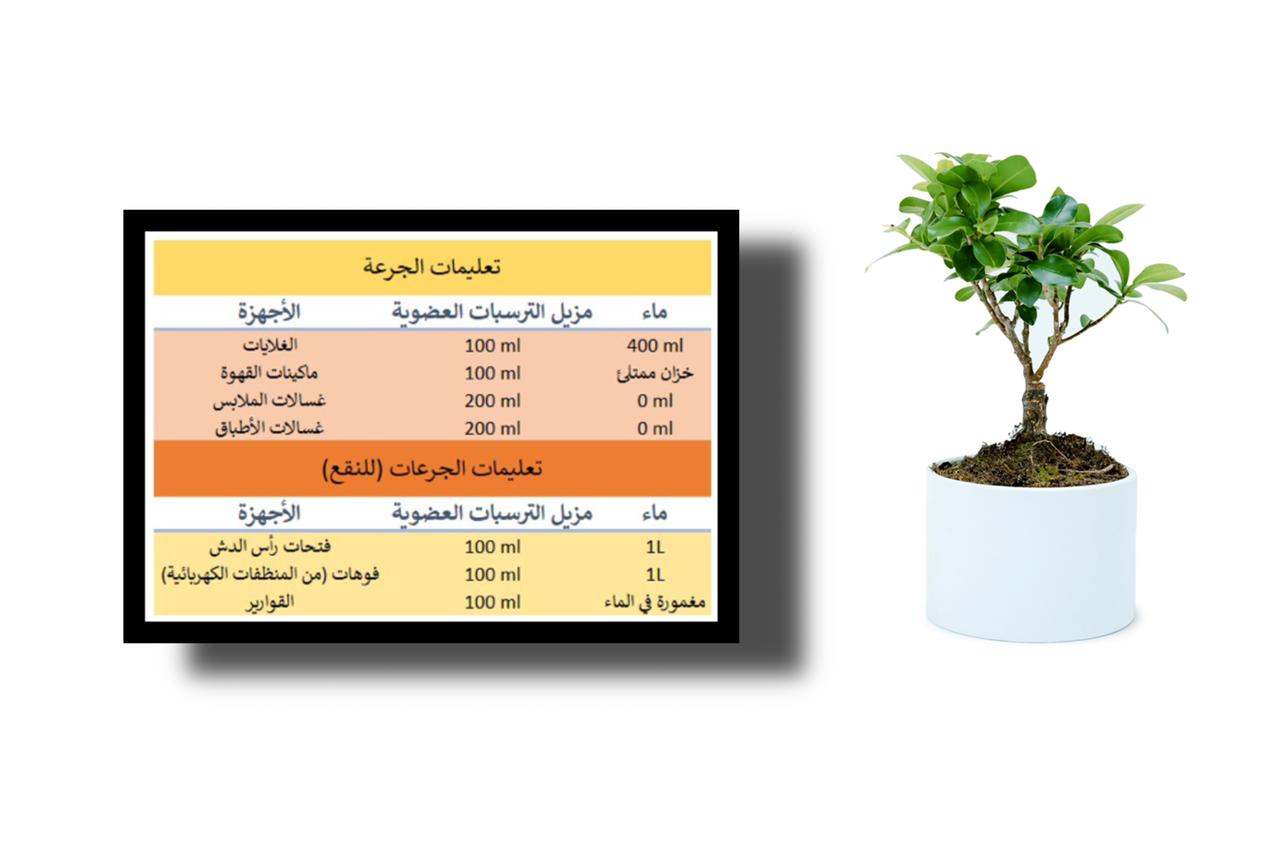 تعليمات الجرعة
ماء مزيل الترسبات العضوية الأجهزة
400 ml 100 ml الغلايات
خزان ممتلئ 100 ml ماكينات القهوة
0 ml 200 ml غسالات الملابس
0 ml 200 ml غسالات الأطباق
تعليمات الجرعات (للنقع)
ماء مزيل الترسبات العضوية الأجهزة
1L 100 ml فتحات رأس الدش
1L 100 ml فوهات (من المنظفات الكهربائية)
مغمورة في الماء 100 ml القوارير